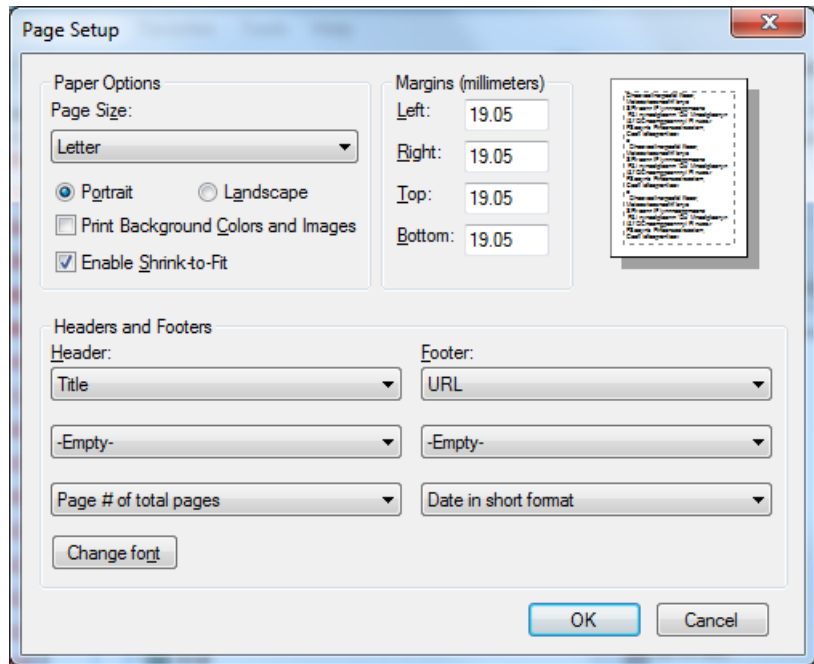 Page Setup
Paper Options
Page Size:
Letter
Portrait
Landscape
Print Background Colors and Images
Enable Shrink-to-Fit
Margins (millimeters)
Left: 19.05
Right: 19.05
Top: 19.05
Bottom: 19.05
Headers and Footers
Header:
Footer:
Title
URL
-Empty-
-Empty-
Page # of total pages
Date in short format
Change font
OK
Cancel